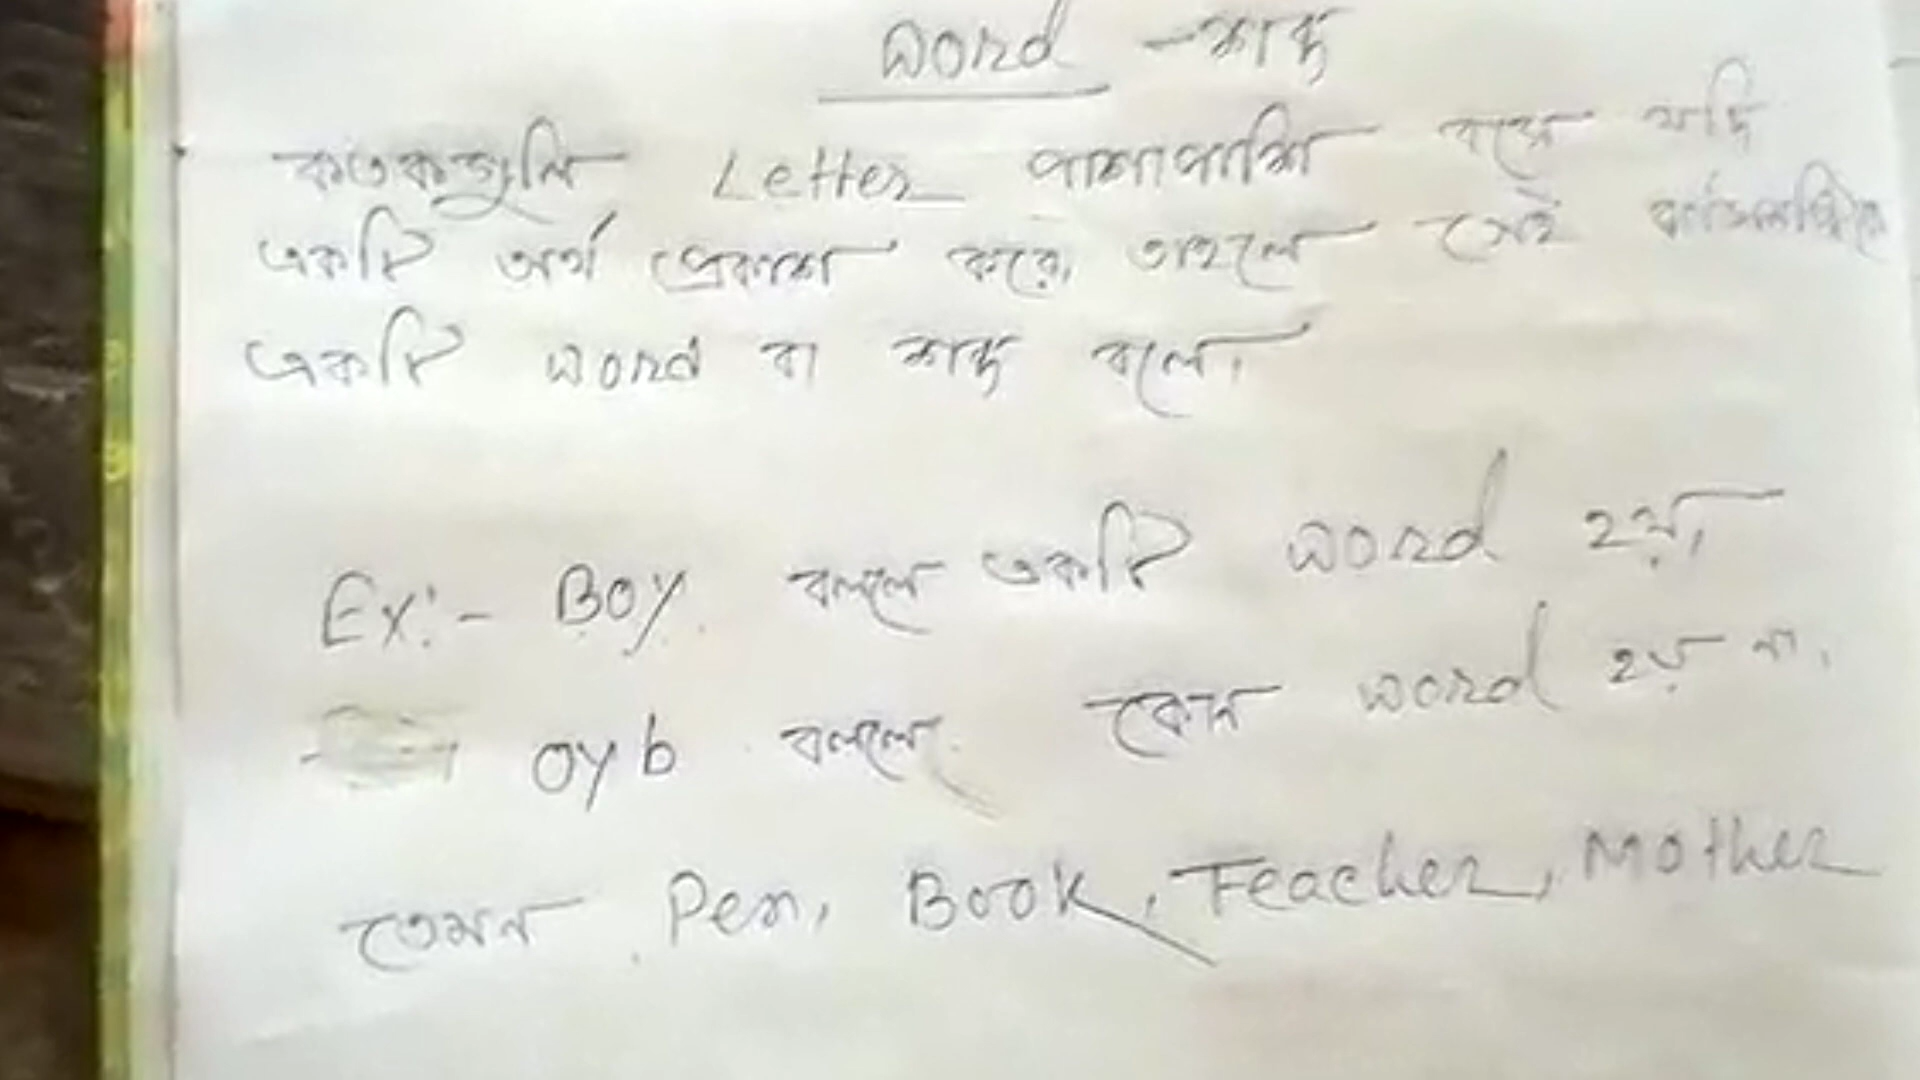 Word - শব্দ
কতকগুলি Letter পাশাপাশি বসে যদি
একটি অর্থ প্রকাশ করে, তাহলে সেই বর্ণসমষ্টিকে
একটি word বা শব্দ বলে।
Ex:- Boy বললে একটি word হয়,
oyb বললে কোন word হয় না।
তেমন Pen, Book, Teacher, Mother